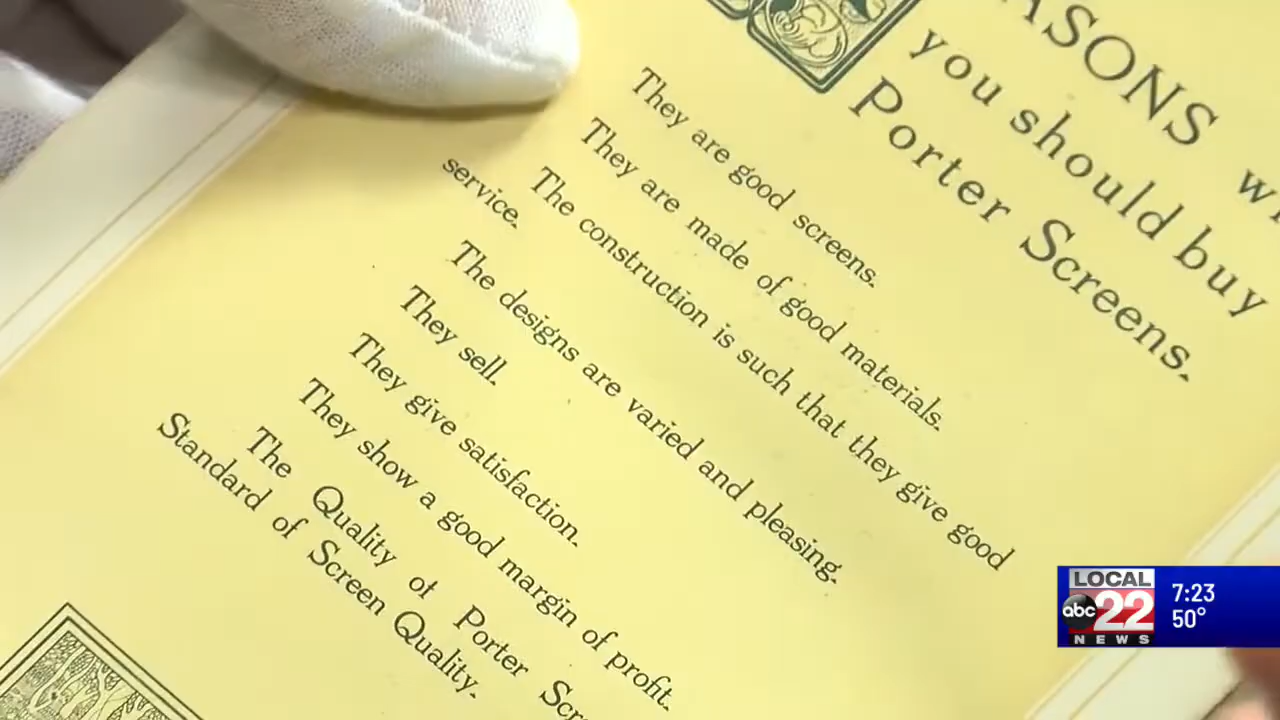 ASONS
you should buy
Porter Screens.
They are good screens.
They are made of good materials.
The construction is such that they give good
service.
The designs are varied and pleasing.
They sell.
They give satisfaction.
They show a good margin of profit.
The Quality of Porter
Standard of Screen Quality.
LOCAL
abc 22
NEWS
7:23
50°